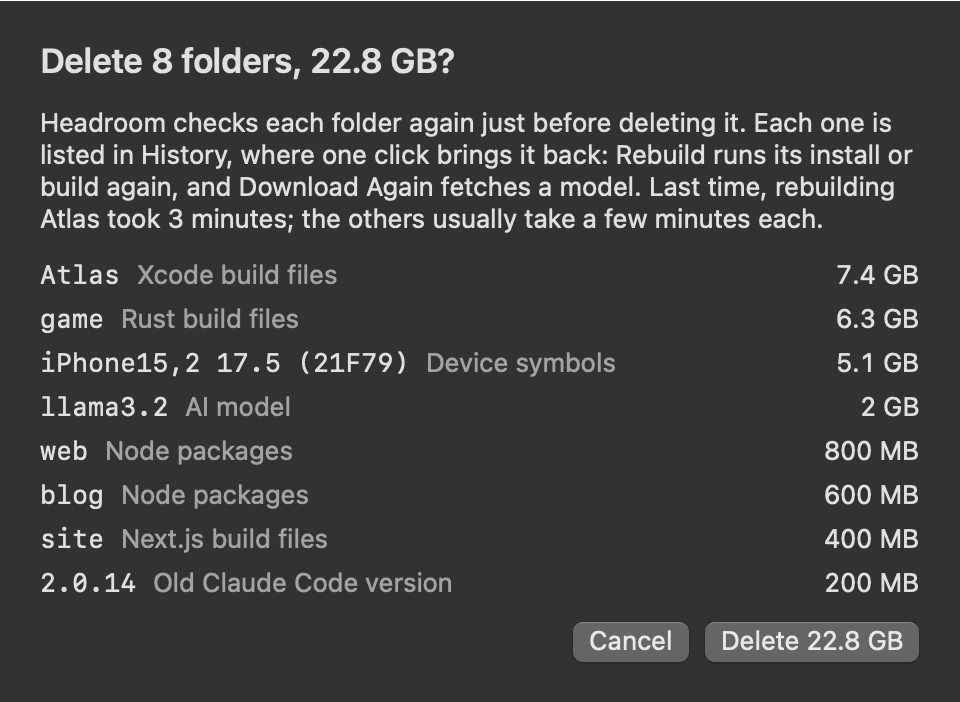 Delete 8 folders, 22.8 GB?
Headroom checks each folder again just before deleting it. Each one is
listed in History, where one click brings it back: Rebuild runs its install or
build again, and Download Again fetches a model. Last time, rebuilding
Atlas took 3 minutes; the others usually take a few minutes each.
Atlas Xcode build files 7.4 GB
game Rust build files 6.3 GB
iPhone15,2 17.5 (21F79) Device symbols 5.1 GB
llama3.2 AI model 2 GB
web Node packages 800 MB
blog Node packages 600 MB
site Next.js build files 400 MB
2.0.14 Old Claude Code version 200 MB
Cancel Delete 22.8 GB